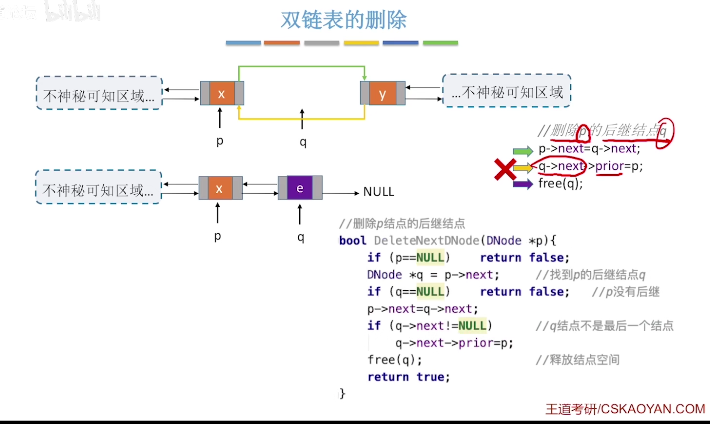 bilibili
双链表的删除
不神秘可知区域...
x
y
...不神秘可知区域
p
q
//删除p的后继结点q
p->next=q->next;
q->next->prior=p;
free(q);
不神秘可知区域...
x
e
NULL
p
q
//删除p结点的后继结点
bool DeleteNextDNode(DNode *p){
if (p==NULL) return false;
DNode *q = p->next; //找到p的后继结点q
if (q==NULL) return false; //p没有后继
p->next=q->next;
if (q->next!=NULL) //q结点不是最后一个结点
q->next->prior=p;
free(q); //释放结点空间
return true;
}
王道考研/CSKAOYAN.COM